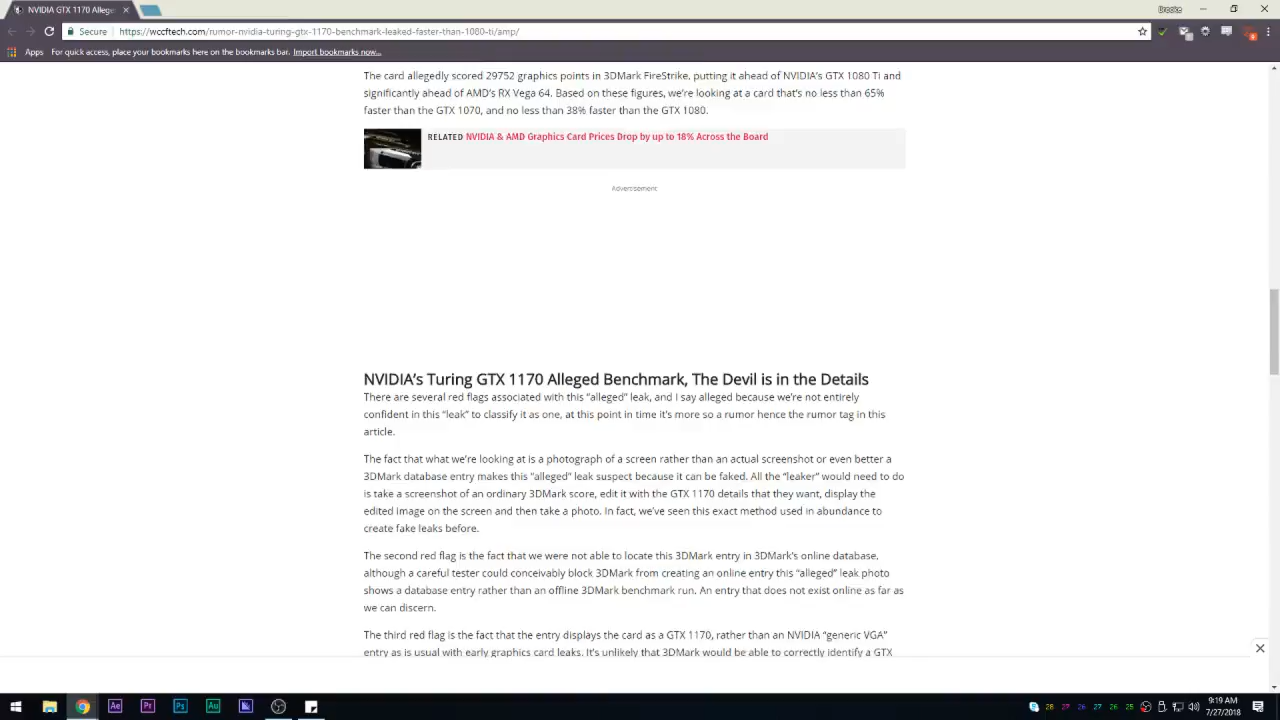 NVIDIA GTX 1170 Alleg
Secure https://wccftech.com/rumor-nvidia-turing-gtx-1170-benchmark-leaked-faster-than-1080-ti/amp/
Apps For quick access, place your bookmarks here on the bookmarks bar. Import bookmarks now...
The card allegedly scored 29752 graphics points in 3DMark FireStrike, putting it ahead of NVIDIA's GTX 1080 Ti and
significantly ahead of AMD's RX Vega 64. Based on these figures, we're looking at a card that's no less than 65%
faster than the GTX 1070, and no less than 38% faster than the GTX 1080.
RELATED NVIDIA & AMD Graphics Card Prices Drop by up to 18% Across the Board
Advertisement
NVIDIA's Turing GTX 1170 Alleged Benchmark, The Devil is in the Details
There are several red flags associated with this "alleged" leak, and I say alleged because we're not entirely
confident in this "leak" to classify it as one, at this point in time it's more so a rumor hence the rumor tag in this
article.
The fact that what we're looking at is a photograph of a screen rather than an actual screenshot or even better a
3DMark database entry makes this "alleged" leak suspect because it can be faked. All the "leaker" would need to do
is take a screenshot of an ordinary 3DMark score, edit it with the GTX 1170 details that they want, display the
edited image on the screen and then take a photo. In fact, we've seen this exact method used in abundance to
create fake leaks before.
The second red flag is the fact that we were not able to locate this 3DMark entry in 3DMark's online database,
although a careful tester could conceivably block 3DMark from creating an online entry this "alleged" leak photo
shows a database entry rather than an offline 3DMark benchmark run. An entry that does not exist online as far as
we can discern.
The third red flag is the fact that the entry displays the card as a GTX 1170, rather than an NVIDIA "generic VGA"
entry as is usual with early graphics card leaks. It's unlikely that 3DMark would be able to correctly identify a GTX
Ae Pr Ps Au
28 27 26 27 26 25
9:19 AM
7/27/2018